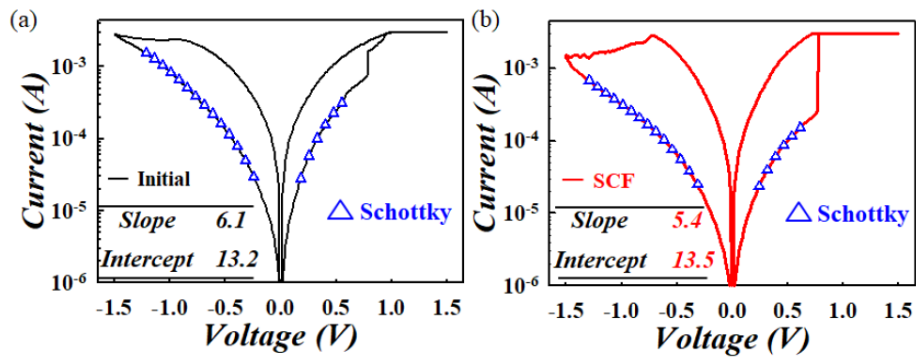 (a)
Current (A)
10⁻³
10⁻⁴
10⁻⁵
10⁻⁶
Initial
Slope 6.1
Intercept 13.2
Schottky
-1.5 -1.0 -0.5 0.0 0.5 1.0 1.5
Voltage (V)
(b)
Current (A)
10⁻²
10⁻³
10⁻⁴
10⁻⁵
10⁻⁶
SCF
Slope 5.4
Intercept 13.5
Schottky
-1.5 -1.0 -0.5 0.0 0.5 1.0 1.5
Voltage (V)